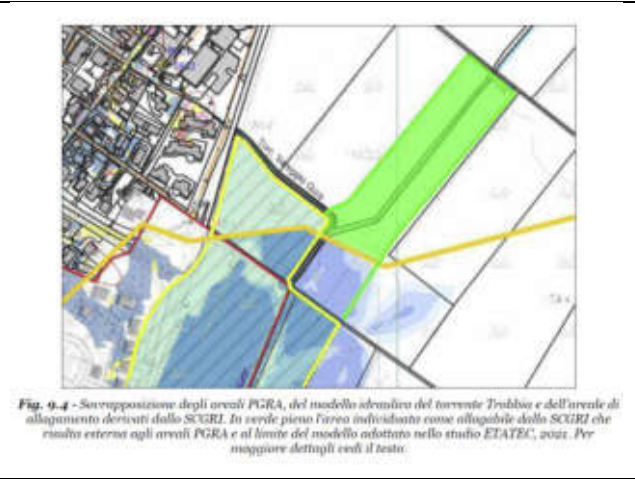 Fig. 9.4 - Sovrapposizione degli areali PGRA, del modello idraulico del torrente Trobbia e dell'areale di
allagamento derivati dallo SCGRI. In verde pieno l'area individuata come allagabile dallo SCGRI che
risulta esterna agli areali PGRA e al limite del modello adottato nello studio ETATEC, 2021. Per
maggiore dettagli vedi il testo.